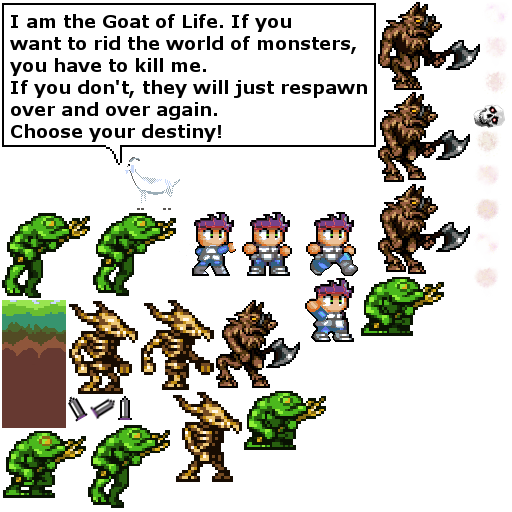 I am the Goat of Life. If you
want to rid the world of monsters,
you have to kill me.
If you don't, they will just respawn
over and over again.
Choose your destiny!